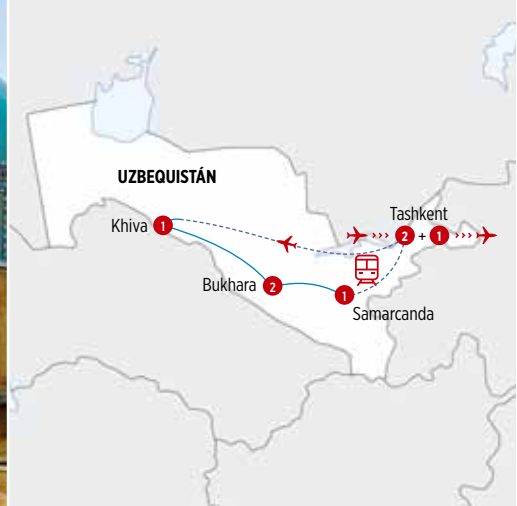 UZBEQUISTÁN
Tashkent
2 + 1
Khiva 1
Bukhara 2
1
Samarcanda